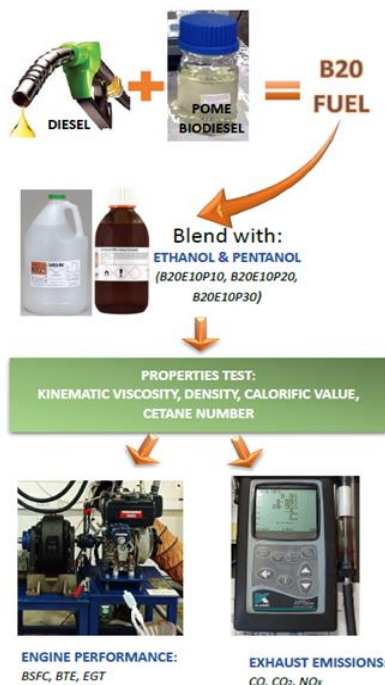 DIESEL
POME
BIODIESEL
B20
FUEL
Blend with:
ETHANOL & PENTANOL
(B20E10P10, B20E10P20,
B20E10P30)
PROPERTIES TEST:
KINEMATIC VISCOSITY, DENSITY, CALORIFIC VALUE,
CETANE NUMBER
ENGINE PERFORMANCE:
BSFC, BTE, EGT
EXHAUST EMISSIONS:
CO, CO₂, NOx